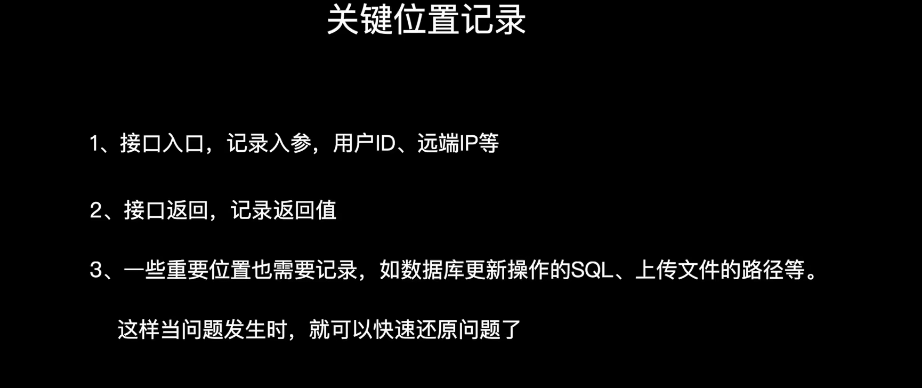 关键位置记录
1、接口入口，记录入参，用户ID、远端IP等
2、接口返回，记录返回值
3、一些重要位置也需要记录，如数据库更新操作的SQL、上传文件的路径等。
这样当问题发生时，就可以快速还原问题了